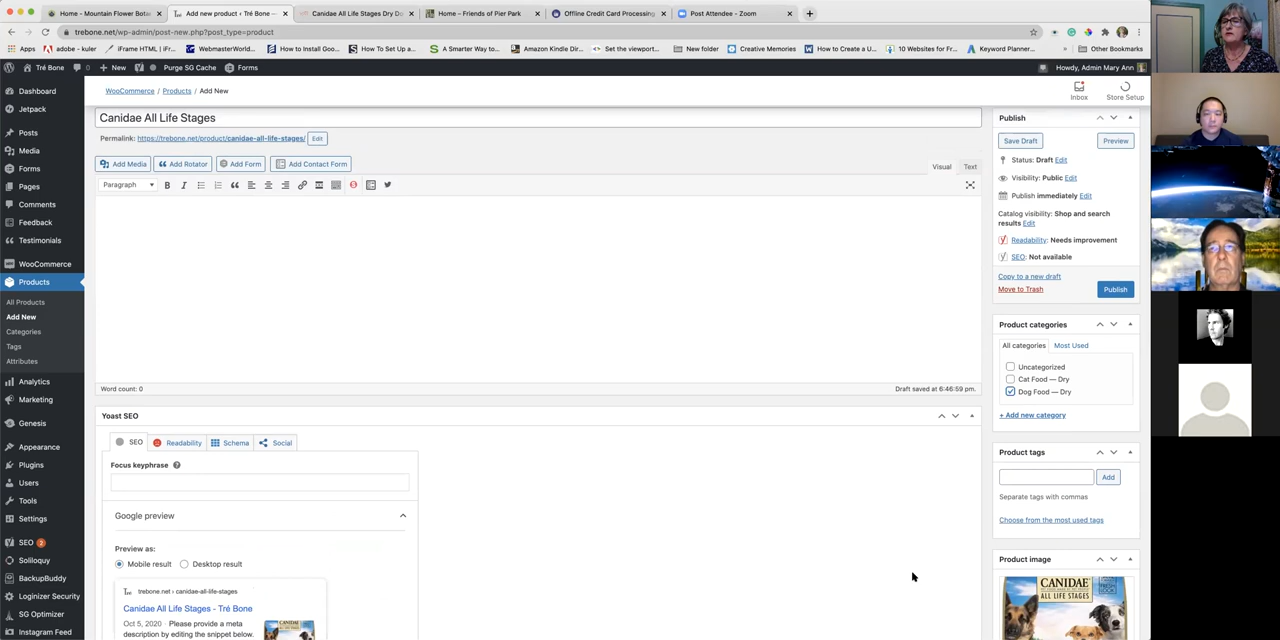 Home - Mountain Flower Botan
Add new product ‹ Tré Bone —
Canidae All Life Stages Dry Do
Home – Friends of Pier Park
Offline Credit Card Processing
Post Attendee - Zoom
trebone.net/wp-admin/post-new.php?post_type=product
Apps
adobe - kuler
iFrame HTML | iFr...
WebmasterWorld...
How to Install Goo...
How To Set up a...
A Smarter Way to...
Amazon Kindle Dir...
Set the viewport...
New folder
Creative Memories
How to Create a U...
10 Websites for Fr...
Keyword Planner...
Other Bookmarks
Tré Bone
0
New
Purge SG Cache
Forms
Howdy, Admin Mary Ann
WooCommerce / Products / Add New
Inbox
Store Setup
Dashboard
Jetpack
Posts
Media
Forms
Pages
Comments
Feedback
Testimonials
WooCommerce
Products
All Products
Add New
Categories
Tags
Attributes
Analytics
Marketing
Genesis
Appearance
Plugins
Users
Tools
Settings
SEO 2
Soliloquy
BackupBuddy
Loginizer Security
SG Optimizer
Instagram Feed
Canidae All Life Stages
Permalink: https://trebone.net/product/canidae-all-life-stages/ Edit
Add Media
Add Rotator
Add Form
Add Contact Form
Visual
Text
Paragraph
B
I
Word count: 0
Draft saved at 6:46:59 pm.
Yoast SEO
SEO
Readability
Schema
Social
Focus keyphrase
Google preview
Preview as:
Mobile result
Desktop result
trebone.net › canidae-all-life-stages
Canidae All Life Stages - Tré Bone
Oct 5, 2020 · Please provide a meta
description by editing the snippet below.
Publish
Save Draft
Preview
Status: Draft Edit
Visibility: Public Edit
Publish immediately Edit
Catalog visibility: Shop and search
results Edit
Readability: Needs improvement
SEO: Not available
Copy to a new draft
Move to Trash
Publish
Product categories
All categories
Most Used
Uncategorized
Cat Food — Dry
Dog Food — Dry
+ Add new category
Product tags
Add
Separate tags with commas
Choose from the most used tags
Product image
CANIDAE
ALL LIFE STAGES